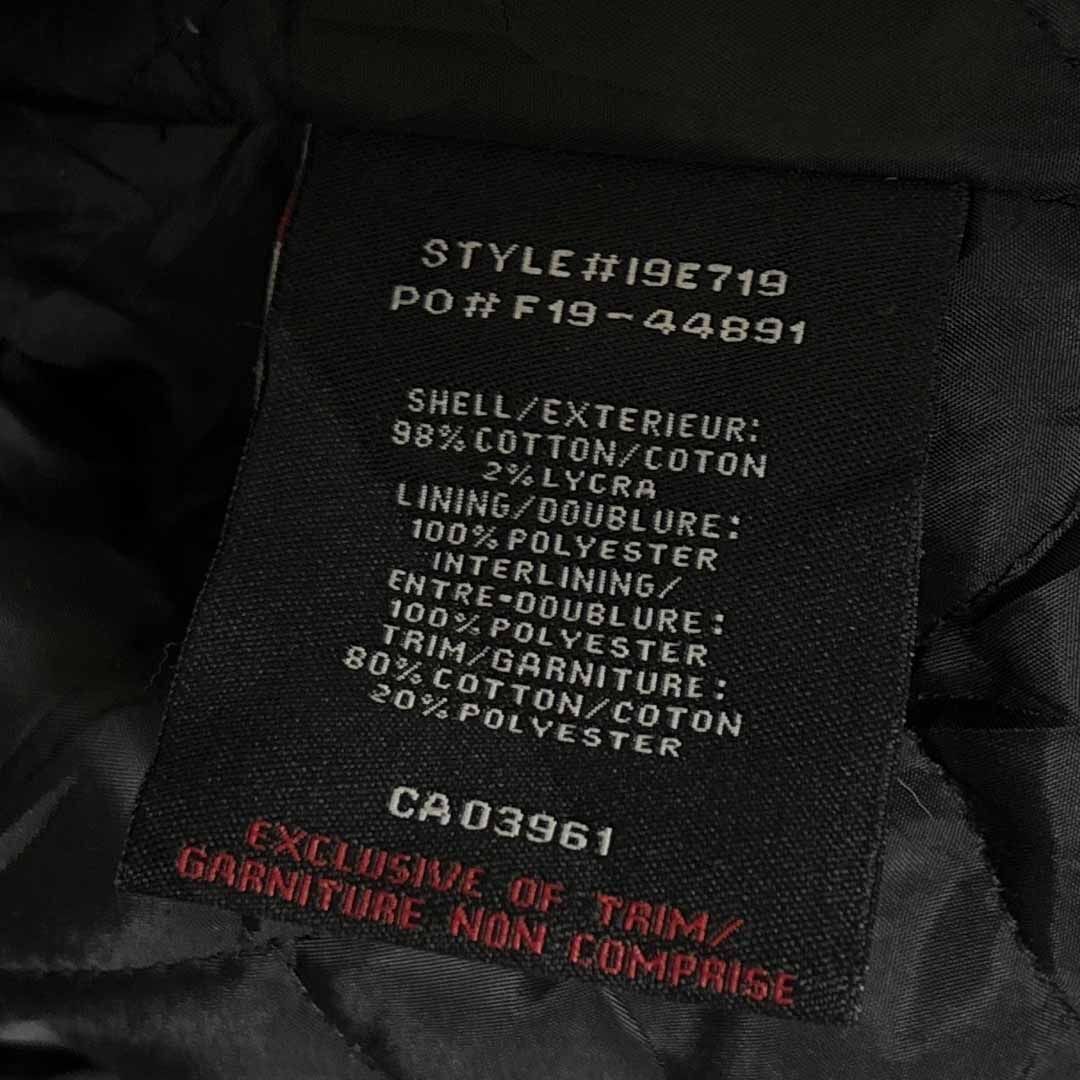 STYLE#I9E719
PO#F19-44891
SHELL/EXTERIEUR:
98% COTTON/COTON
2% LYCRA
LINING/DOUBLURE:
100% POLYESTER
INTERLINING/
ENTRE-DOUBLURE:
100% POLYESTER
TRIM/GARNITURE:
80% COTTON/COTON
20% POLYESTER
CA03961
EXCLUSIVE OF TRIM/
GARNITURE NON COMPRISE